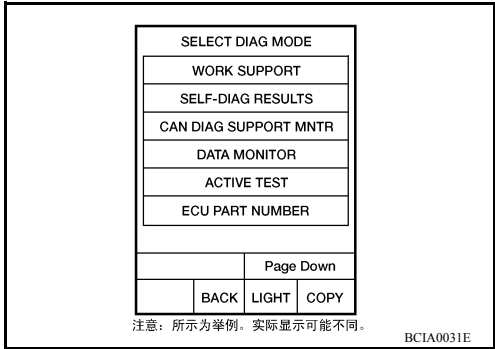 SELECT DIAG MODE
WORK SUPPORT
SELF-DIAG RESULTS
CAN DIAG SUPPORT MNTR
DATA MONITOR
ACTIVE TEST
ECU PART NUMBER
Page Down
BACK LIGHT COPY
注意：所示为举例。实际显示可能不同。
BCIA0031E